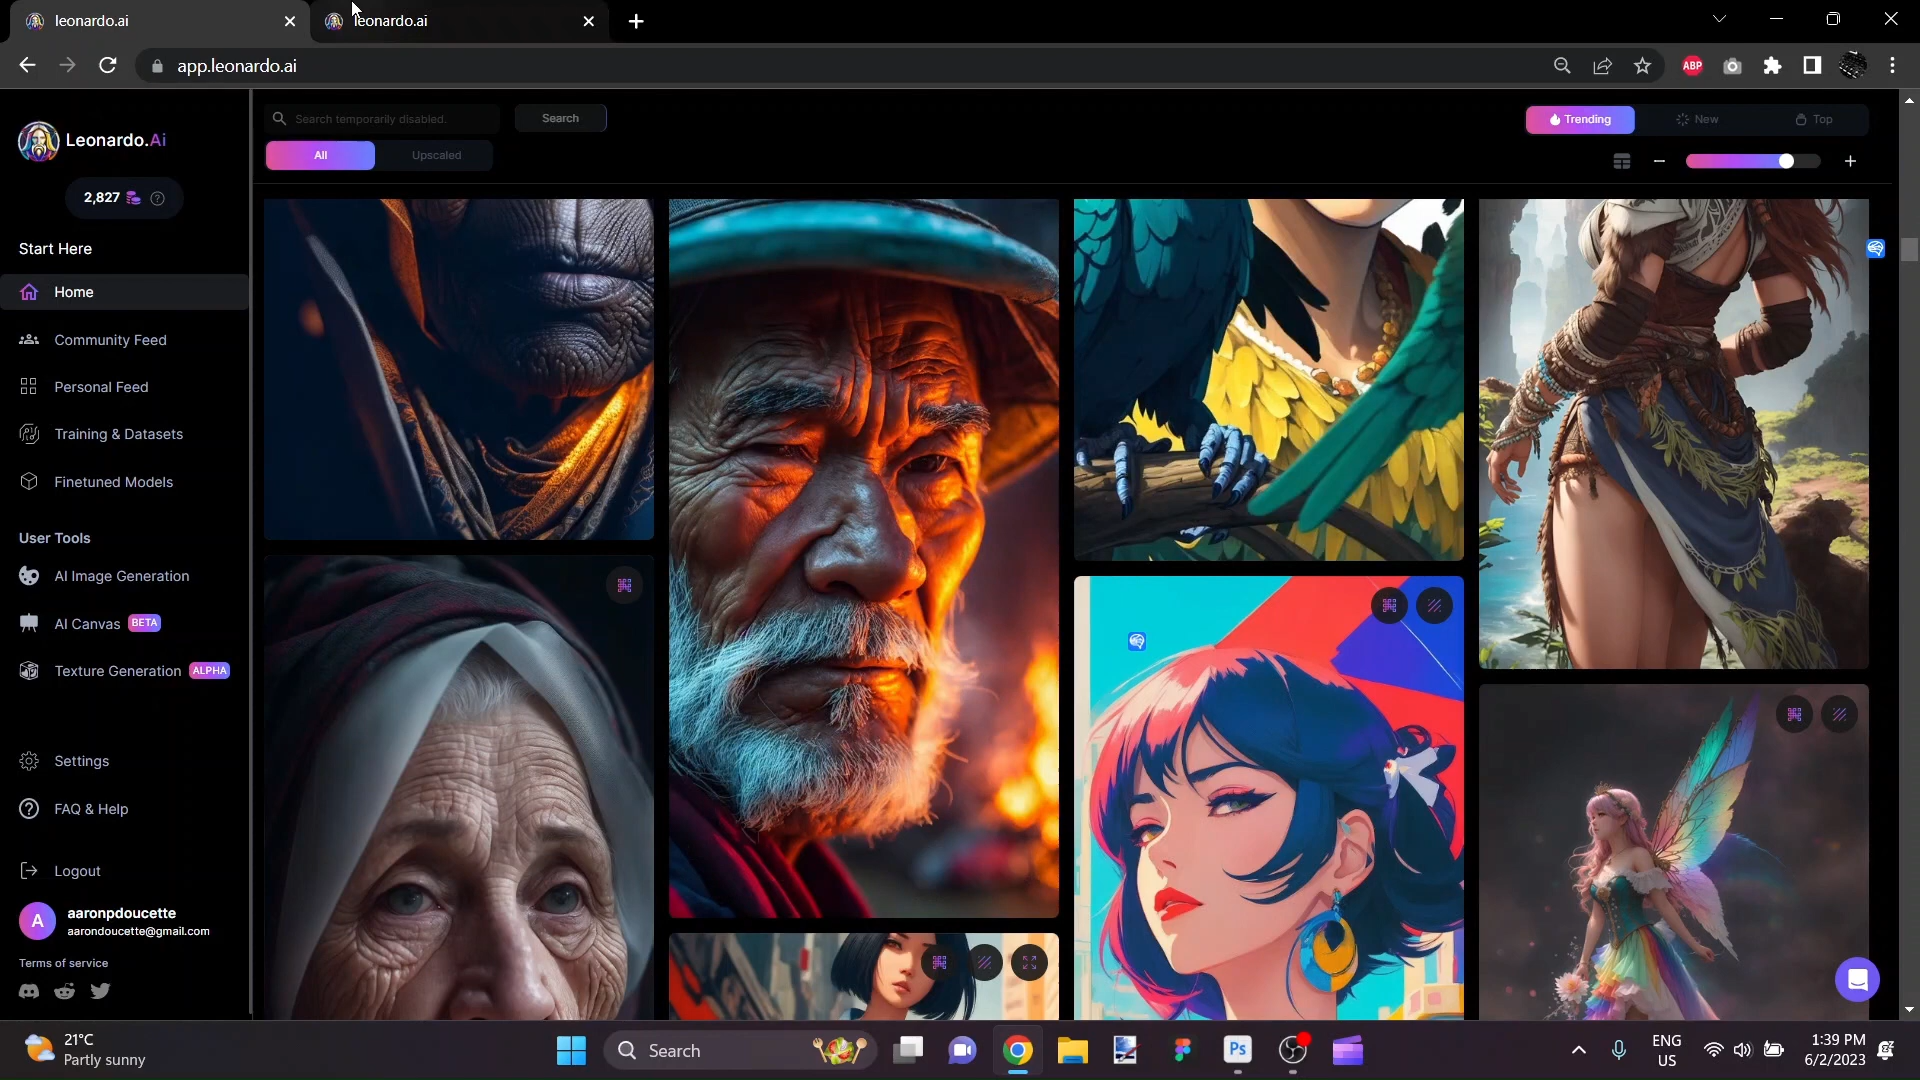 leonardo.ai
leonardo.ai
app.leonardo.ai
ABP
Leonardo.Ai
Search temporarily disabled.
Search
Trending
New
Top
All
Upscaled
2,827
Start Here
Home
Community Feed
Personal Feed
Training & Datasets
Finetuned Models
User Tools
AI Image Generation
AI Canvas BETA
Texture Generation ALPHA
Settings
FAQ & Help
Logout
A
aaronpdoucette
aarondoucette@gmail.com
Terms of service
21°C
Partly sunny
Search
Ps
ENG
US
1:39 PM
6/2/2023